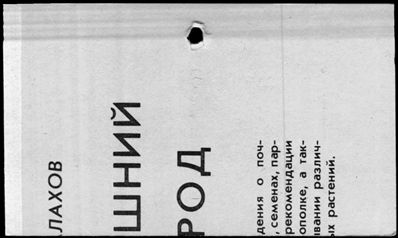 ЛАХОВ
ШНИЙ
РОД
дения о поч-
, семенах, пар-
рекомендации
ополке, а так-
вании различ-
ых растений.